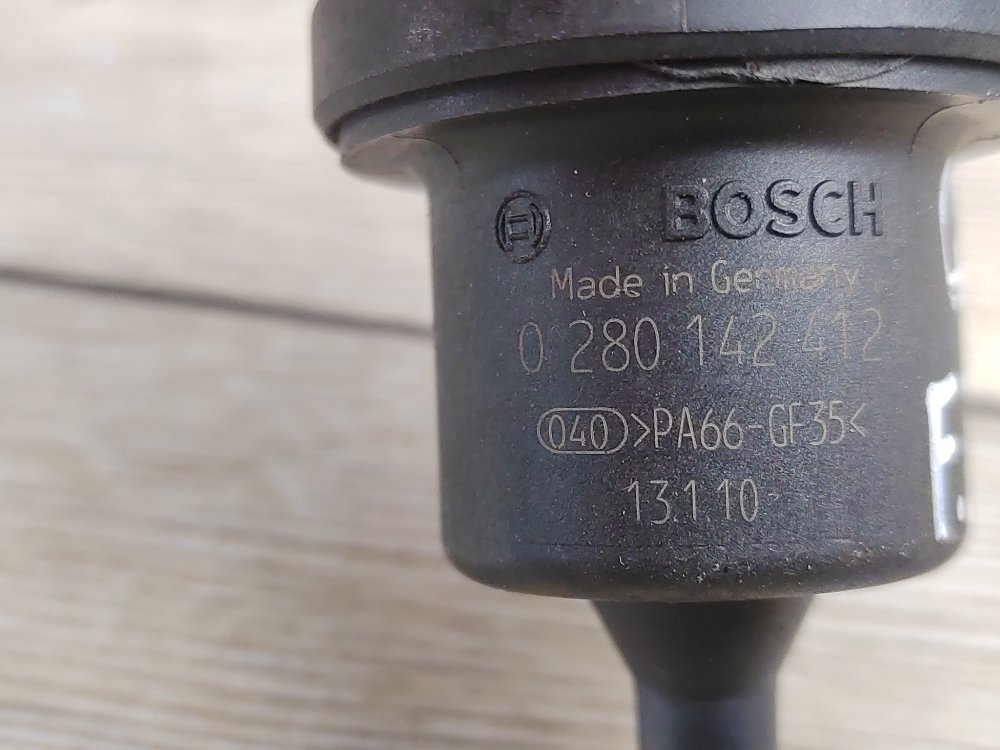 BOSCH
Made in Germany
0 280 142 412
040 >PA66-GF35<
13.1.10